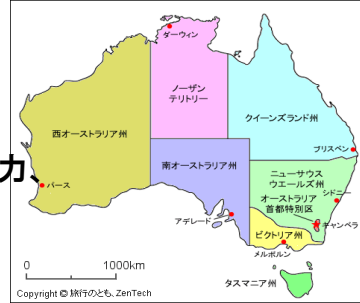 ダーウィン
ノーザン
テリトリー
クイーンズランド州
西オーストラリア州
ブリスベン
南オーストラリア州
力、
パース
ニューサウス
ウェールズ州
シドニー
オーストラリア
首都特別区
アデレード
キャンベラ
ビクトリア州
メルボルン
0 1000km
タスマニア州
Copyright © 旅行のとも、ZenTech